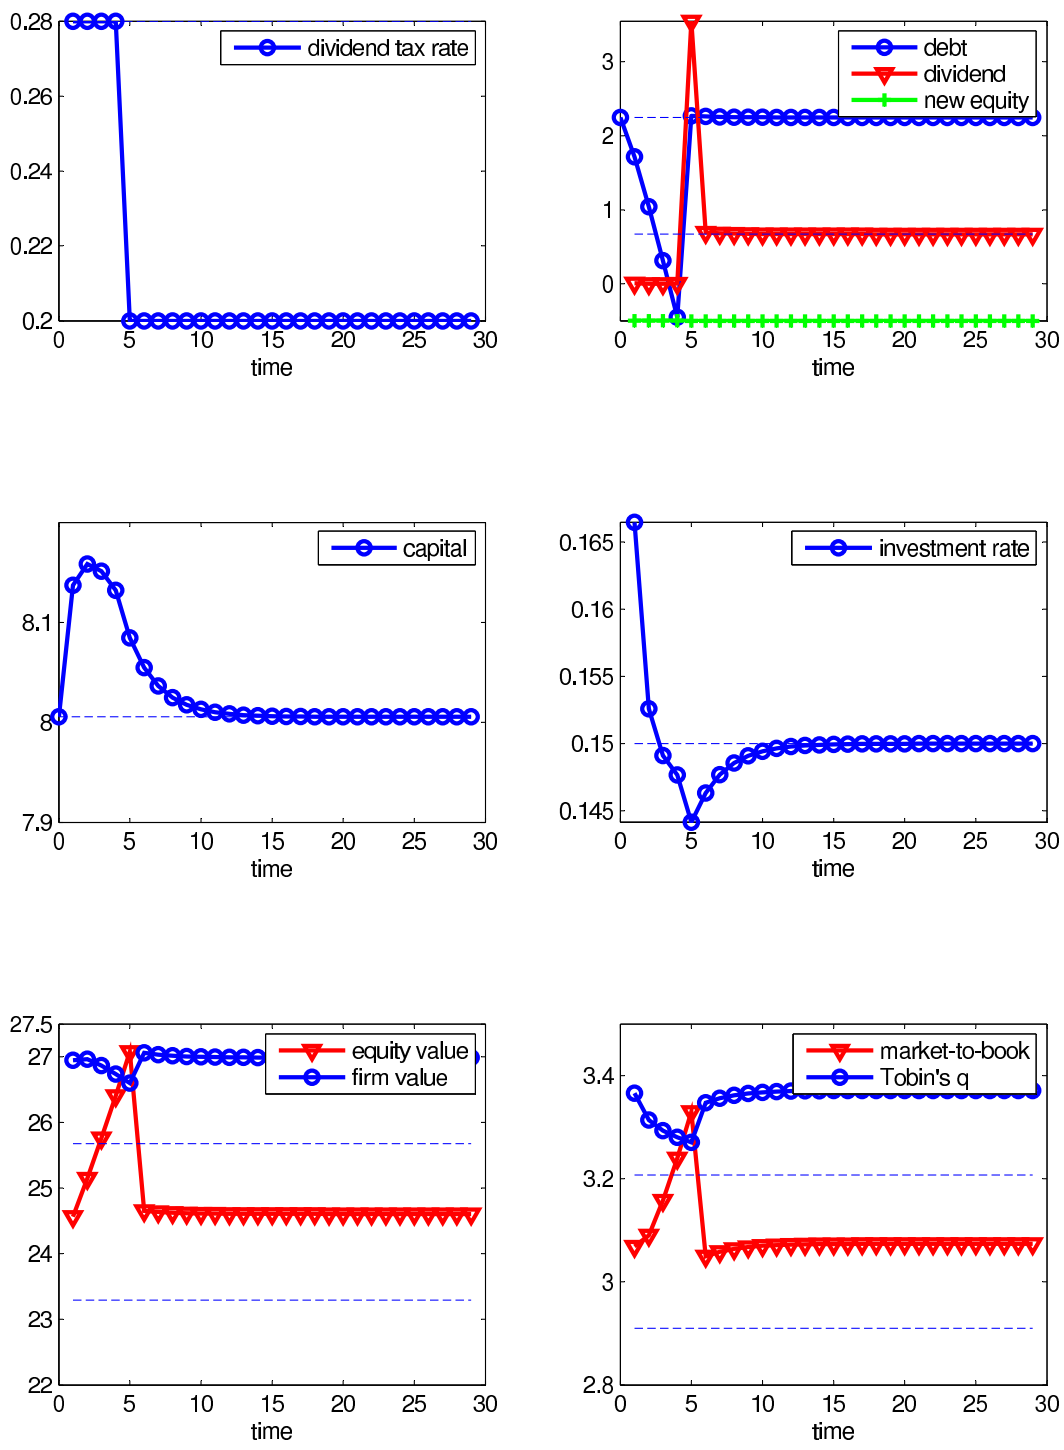 0.28
0.26
0.24
0.22
0.2
0 5 10 15 20 25 30
time
dividend tax rate
3
2
1
0
0 5 10 15 20 25 30
time
debt
dividend
new equity
8.1
8
7.9
0 5 10 15 20 25 30
time
capital
0.165
0.16
0.155
0.15
0.145
0 5 10 15 20 25 30
time
investment rate
27.5
27
26
25
24
23
22
0 5 10 15 20 25 30
time
equity value
firm value
3.4
3.2
3
2.8
0 5 10 15 20 25 30
time
market-to-book
Tobin's q